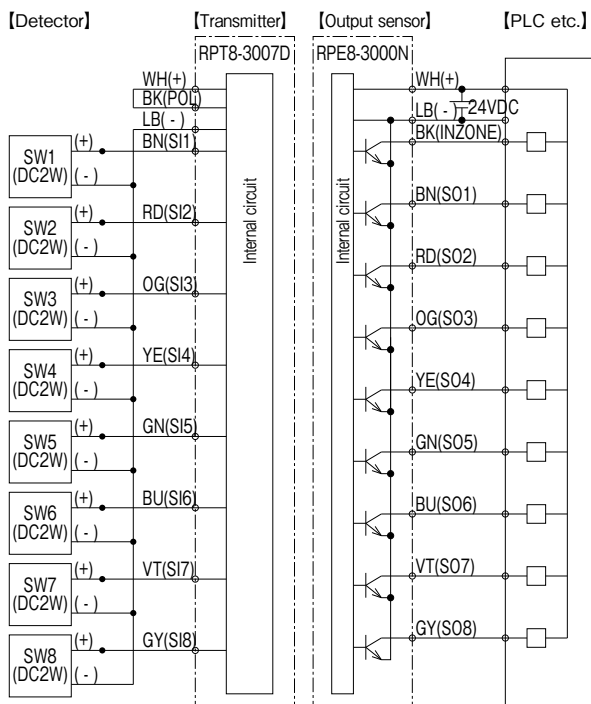 【Detector】 【Transmitter】 【Output sensor】 【PLC etc.】
RPT8-3007D RPE8-3000N
WH(+) WH(+)
BK(POL)
LB( - ) LB( - ) 24VDC
BN(SI1) BK(INZONE)
SW1 (+)
(DC2W) ( - )
RD(SI2) BN(SO1)
SW2 (+)
(DC2W) ( - )
Internal circuit Internal circuit
OG(SI3) RD(SO2)
SW3 (+)
(DC2W) ( - )
YE(SI4) OG(SO3)
SW4 (+)
(DC2W) ( - )
GN(SI5) YE(SO4)
SW5 (+)
(DC2W) ( - )
BU(SI6) GN(SO5)
SW6 (+)
(DC2W) ( - )
BU(SO6)
VT(SI7) VT(SO7)
SW7 (+)
(DC2W) ( - )
GY(SI8) GY(SO8)
SW8 (+)
(DC2W) ( - )